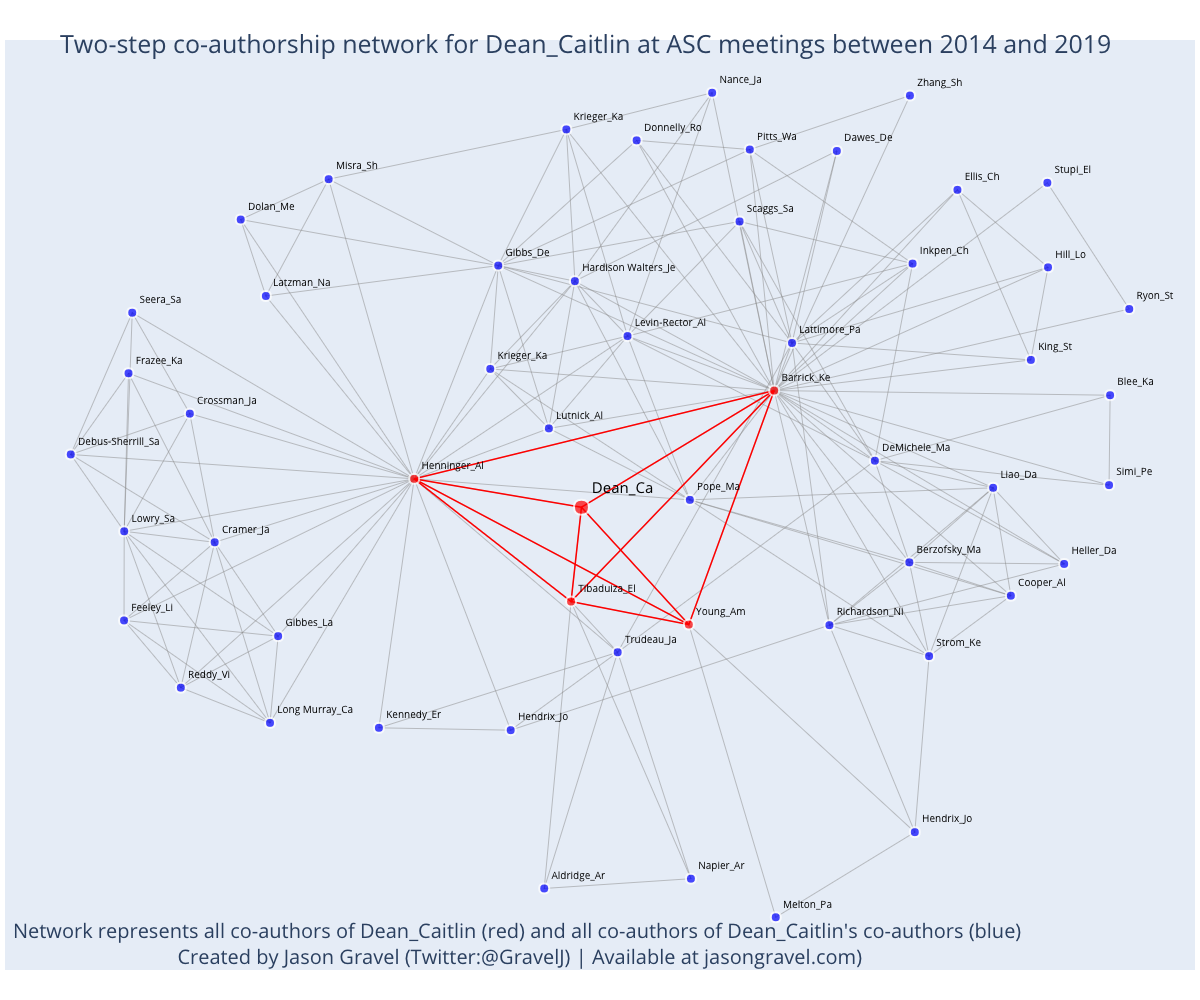 Two-step co-authorship network for Dean_Caitlin at ASC meetings between 2014 and 2019
Nance_Ja
Zhang_Sh
Krieger_Ka
Donnelly_Ro
Pitts_Wa
Dawes_De
Misra_Sh
Ellis_Ch
Stupi_El
Dolan_Me
Scaggs_Sa
Gibbs_De
Inkpen_Ch
Hill_Lo
Hardison Walters_Je
Latzman_Na
Seera_Sa
Ryon_St
Levin-Rector_Al
Lattimore_Pa
Frazee_Ka
Krieger_Ka
King_St
Barrick_Ke
Blee_Ka
Crossman_Ja
Lutnick_Al
Debus-Sherrill_Sa
DeMichele_Ma
Henninger_Al
Liao_Da
Simi_Pe
Dean_Ca
Pope_Ma
Lowry_Sa
Cramer_Ja
Berzofsky_Ma
Heller_Da
Cooper_Al
Tibaduiza_El
Feeley_Li
Young_Am
Richardson_Ni
Gibbes_La
Trudeau_Ja
Strom_Ke
Reddy_Vi
Long Murray_Ca
Kennedy_Er
Hendrix_Jo
Hendrix_Jo
Napier_Ar
Aldridge_Ar
Melton_Pa
Network represents all co-authors of Dean_Caitlin (red) and all co-authors of Dean_Caitlin's co-authors (blue)
Created by Jason Gravel (Twitter:@GravelJ) | Available at jasongravel.com)